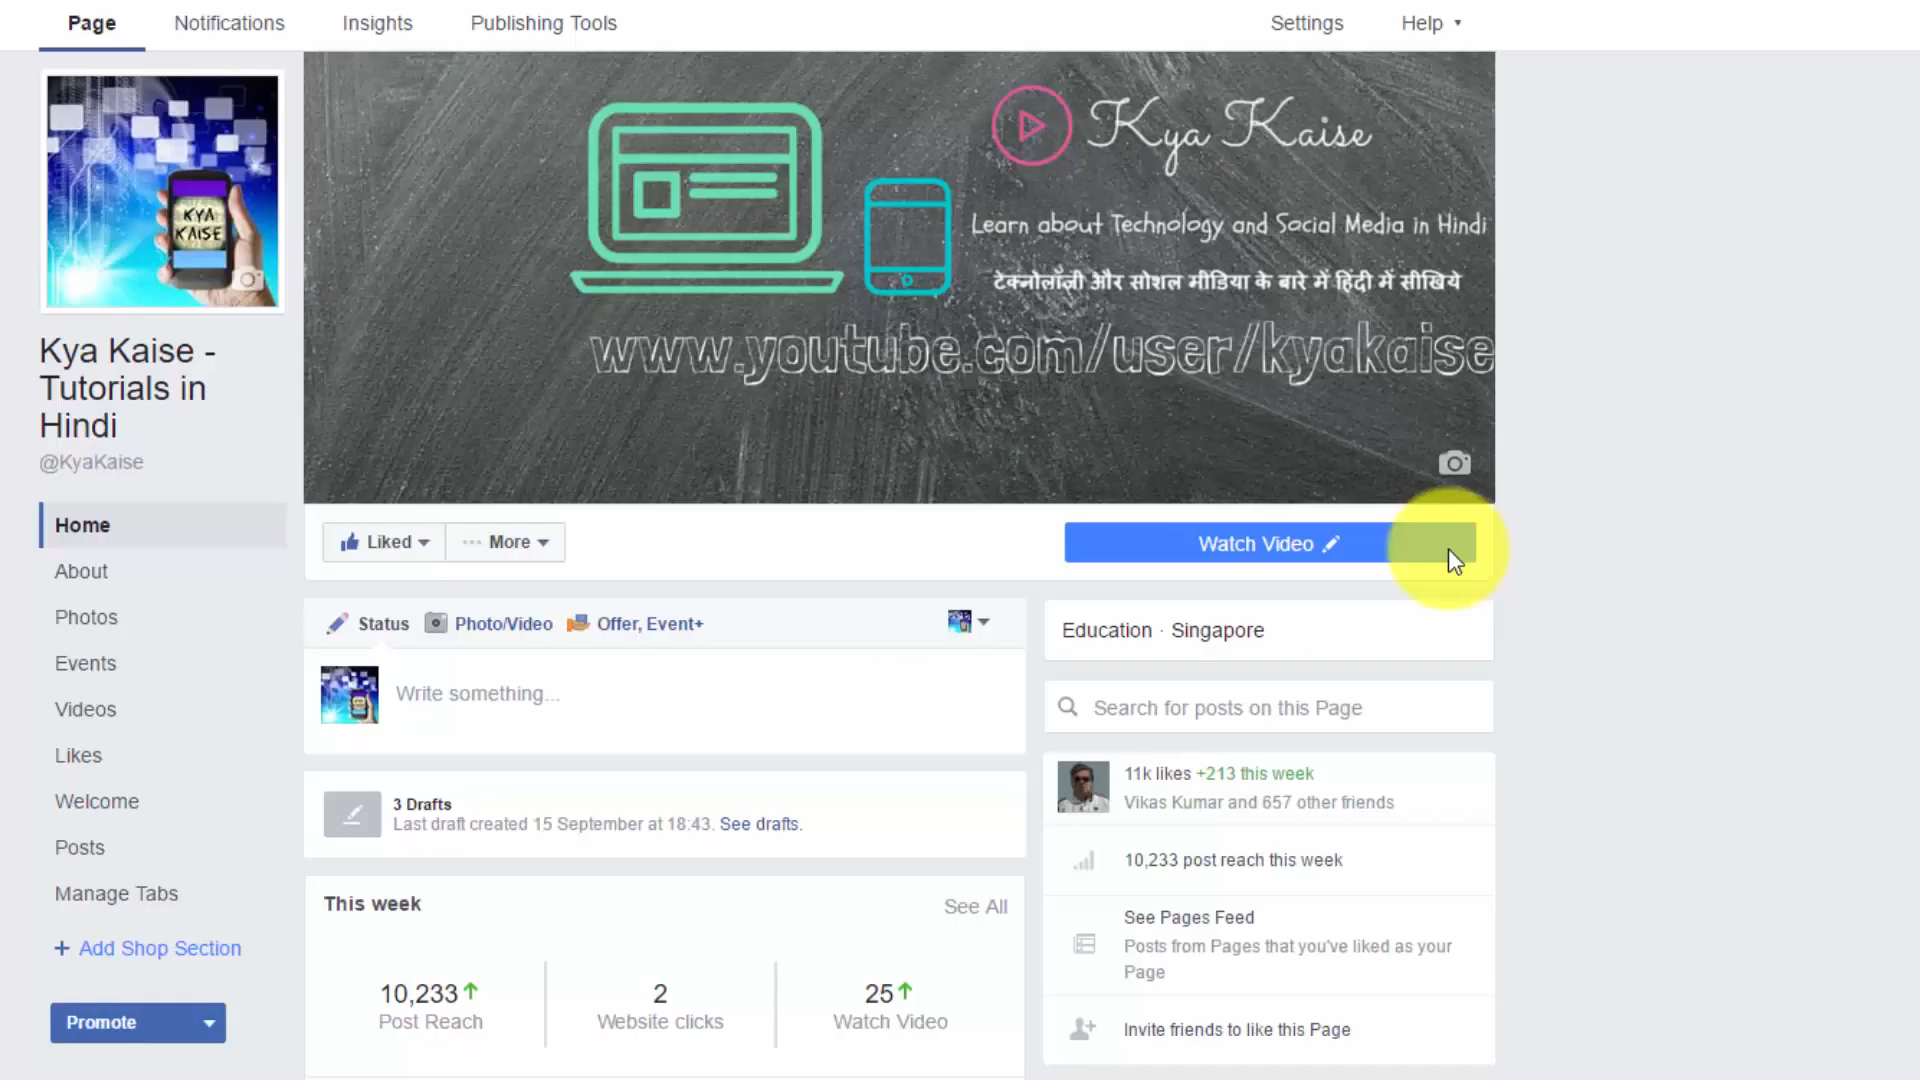 Page Notifications Insights Publishing Tools Settings Help
KYA
KAISE
Kya Kaise -
Tutorials in
Hindi
@KyaKaise
Home
About
Photos
Events
Videos
Likes
Welcome
Posts
Manage Tabs
+ Add Shop Section
Promote
Kya Kaise
Learn about Technology and Social Media in Hindi
टेक्नोलॉजी और सोशल मीडिया के बारे में हिंदी में सीखिये
www.youtube.com/user/kyakaise
Liked ... More
Watch Video
Status Photo/Video Offer, Event+
Write something...
3 Drafts
Last draft created 15 September at 18:43. See drafts.
This week See All
10,233 2 25
Post Reach Website clicks Watch Video
Education · Singapore
Search for posts on this Page
11k likes +213 this week
Vikas Kumar and 657 other friends
10,233 post reach this week
See Pages Feed
Posts from Pages that you've liked as your
Page
Invite friends to like this Page